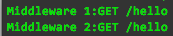 Middleware 1:GET /hello
Middleware 2:GET /hello